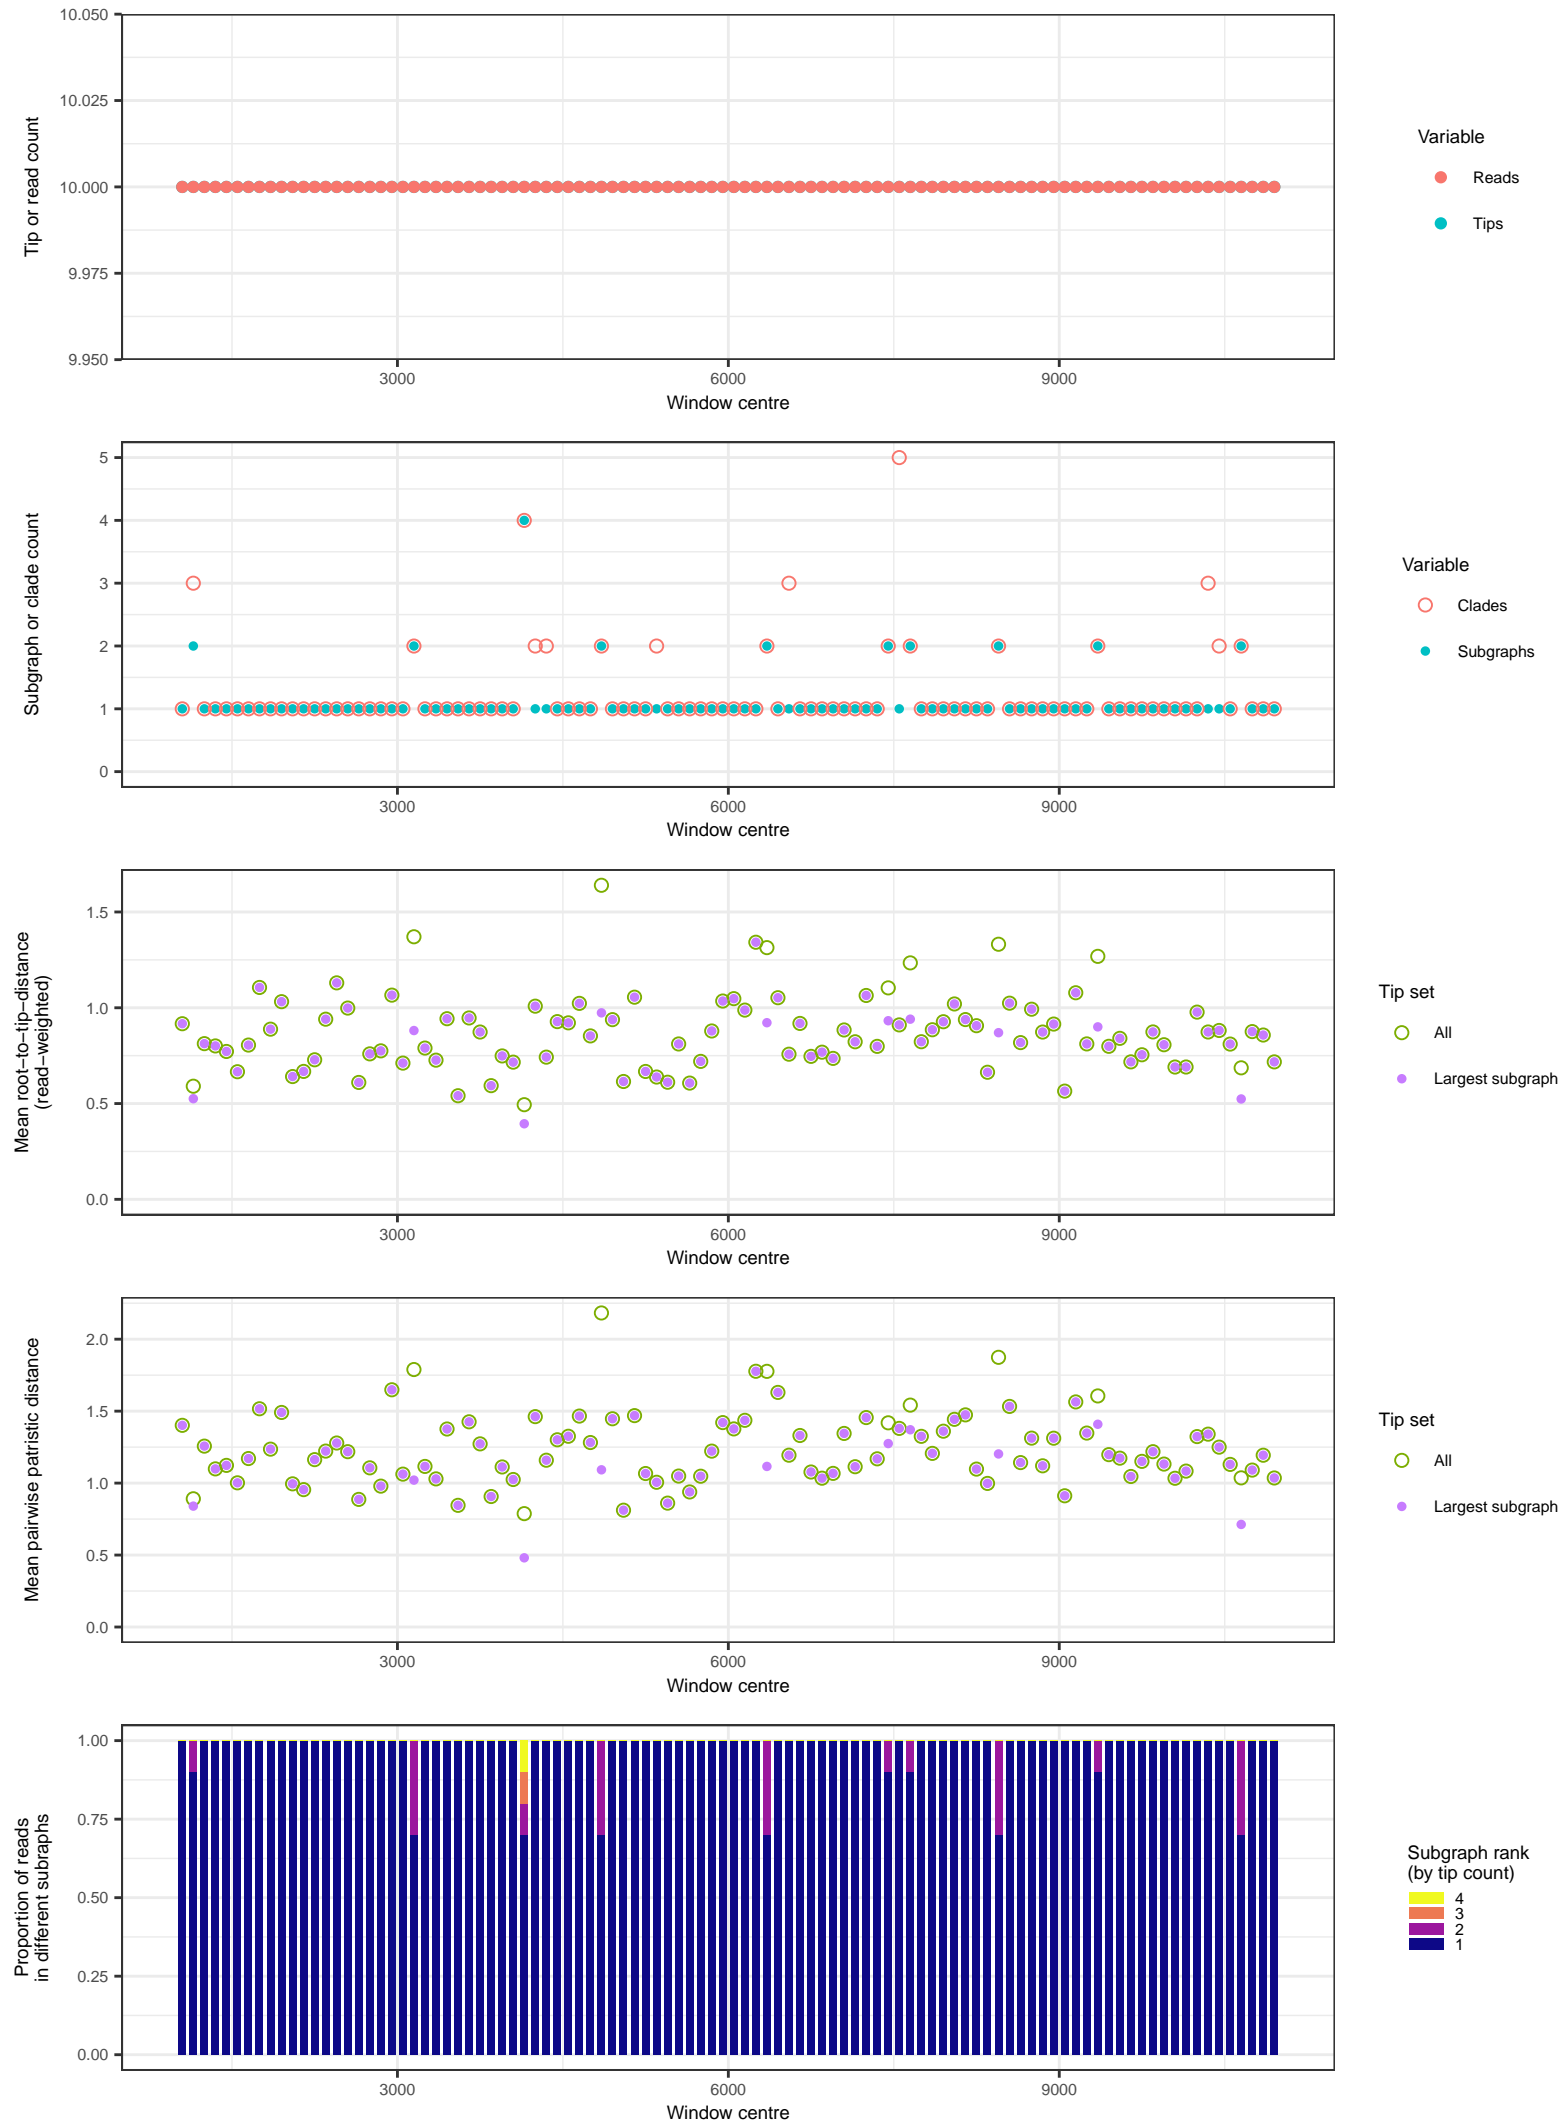 10.050
10.025
10.000
9.975
9.950
Tip or read count
3000
6000
9000
Window centre
Variable
Reads
Tips
5
4
3
2
1
0
Subgraph or clade count
3000
6000
9000
Window centre
Variable
Clades
Subgraphs
1.5
1.0
0.5
0.0
Mean root−to−tip−distance
(read−weighted)
3000
6000
9000
Window centre
Tip set
All
Largest subgraph
2.0
1.5
1.0
0.5
0.0
Mean pairwise patristic distance
3000
6000
9000
Window centre
Tip set
All
Largest subgraph
1.00
0.75
0.50
0.25
0.00
Proportion of reads
in different subraphs
3000
6000
9000
Window centre
Subgraph rank
(by tip count)
4
3
2
1